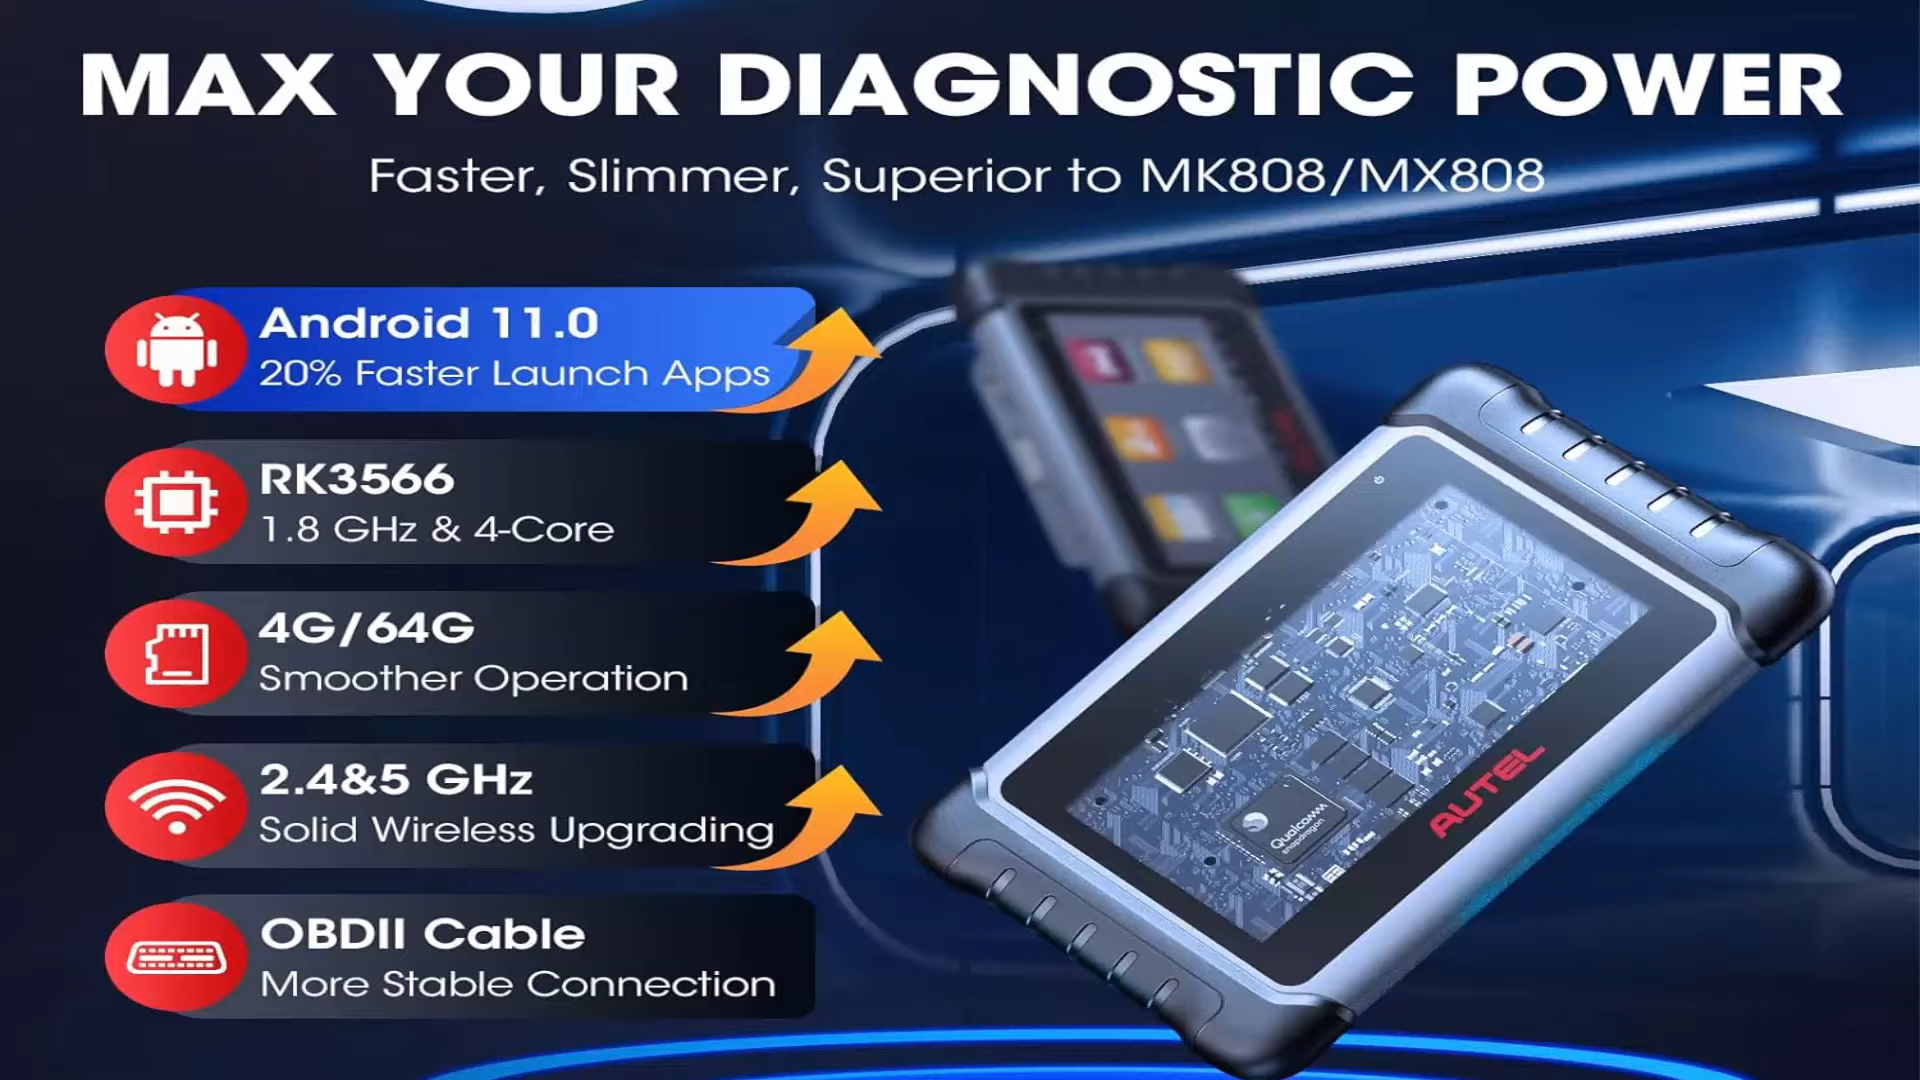 MAX YOUR DIAGNOSTIC POWER
Faster, Slimmer, Superior to MK808/MX808
Android 11.0
20% Faster Launch Apps
RK3566
1.8 GHz & 4-Core
4G/64G
Smoother Operation
2.4&5 GHz
Solid Wireless Upgrading
OBDII Cable
More Stable Connection
AUTEL
Qualcomm
snapdragon